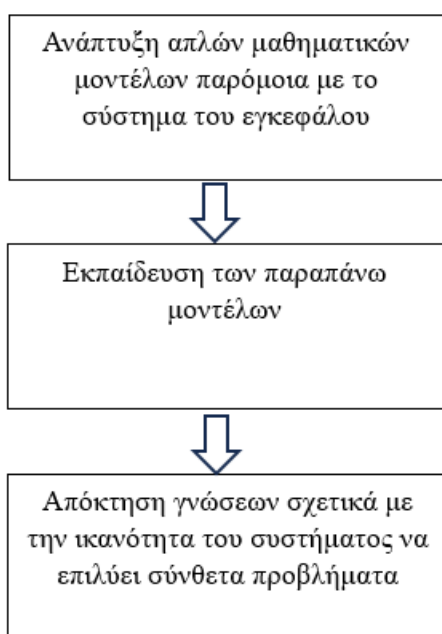 Ανάπτυξη απλών μαθηματικών
μοντέλων παρόμοια με το
σύστημα του εγκεφάλου
Εκπαίδευση των παραπάνω
μοντέλων
Απόκτηση γνώσεων σχετικά με
την ικανότητα του συστήματος να
επιλύει σύνθετα προβλήματα